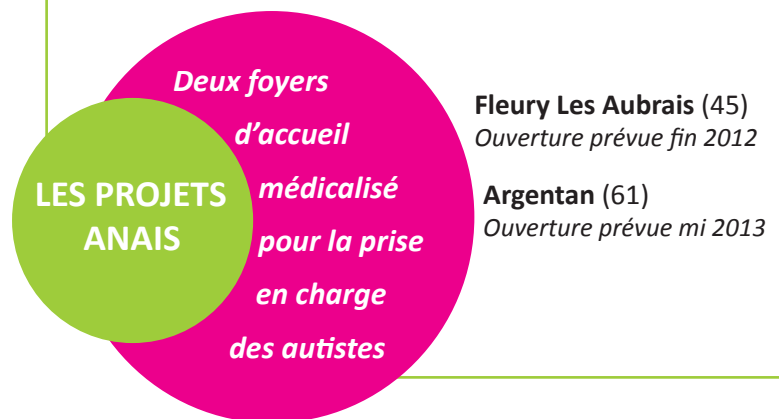 LES PROJETS
ANAIS
Deux foyers
d’accueil
médicalisé
pour la prise
en charge
des autistes
Fleury Les Aubrais (45)
Ouverture prévue fin 2012
Argentan (61)
Ouverture prévue mi 2013